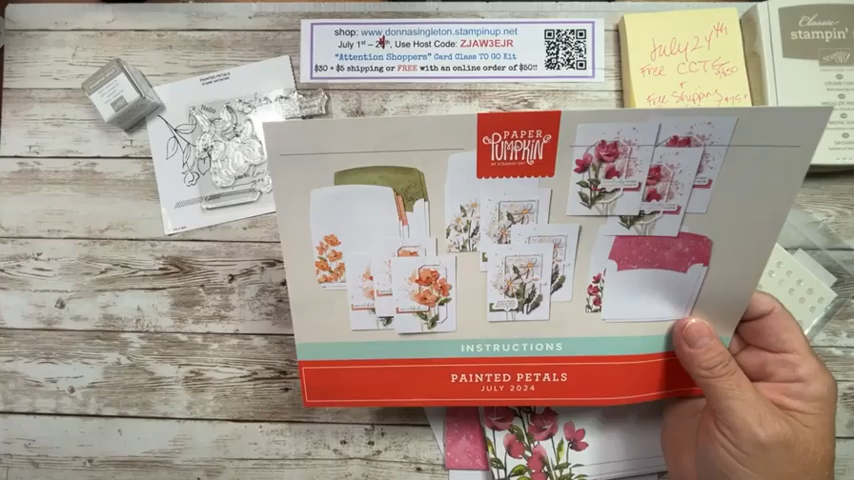 shop: www.donnasingleton.stampinup.net
July 1st – 24th, Use Host Code: ZJAW3EJR
"Attention Shoppers" Card Class TO GO Kit
$30 + $5 shipping or FREE with an online order of $50!!
July 24th
Free CCTG
Free Shipping
Classic
stampin'
PAINTED PETALS
PAPER
PUMPKIN
BY STAMPIN' UP!
INSTRUCTIONS
PAINTED PETALS
JULY 2024